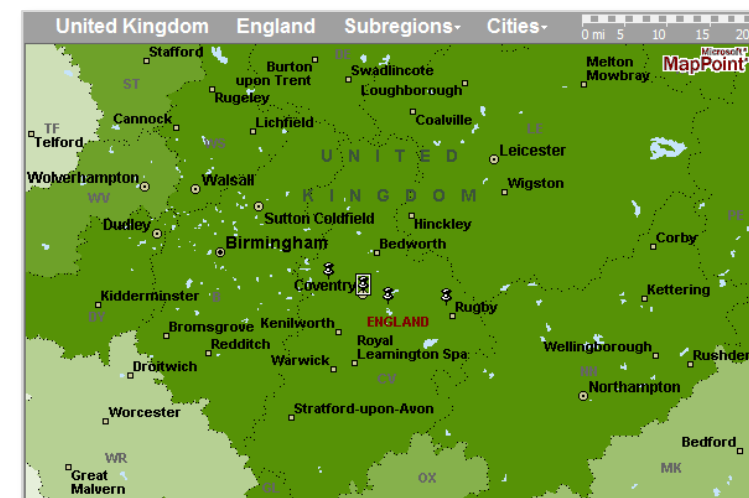 United Kingdom England Subregions Cities
0 mi 5 10 15 20
Microsoft
MapPoint
Stafford
DE
Burton
upon Trent
Swadlincote
Melton
Mowbray
ST
Rugeley
Loughborough
Cannock
Lichfield
Coalville
TF
Telford
WS
LE
UNITED
Leicester
Wolverhampton
Walsall
Wigston
WV
KINGDOM
Sutton Coldfield
PE
Dudley
Hinckley
Birmingham
Bedworth
Corby
Coventry
Kidderminster
B
Kettering
DY
Rugby
Bromsgrove
Kenilworth
ENGLAND
Redditch
Royal
Leamington Spa
Wellingborough
Rushden
Warwick
Droitwich
CV
NN
Northampton
Worcester
Stratford-upon-Avon
Bedford
WR
Great
Malvern
OX
MK
GL